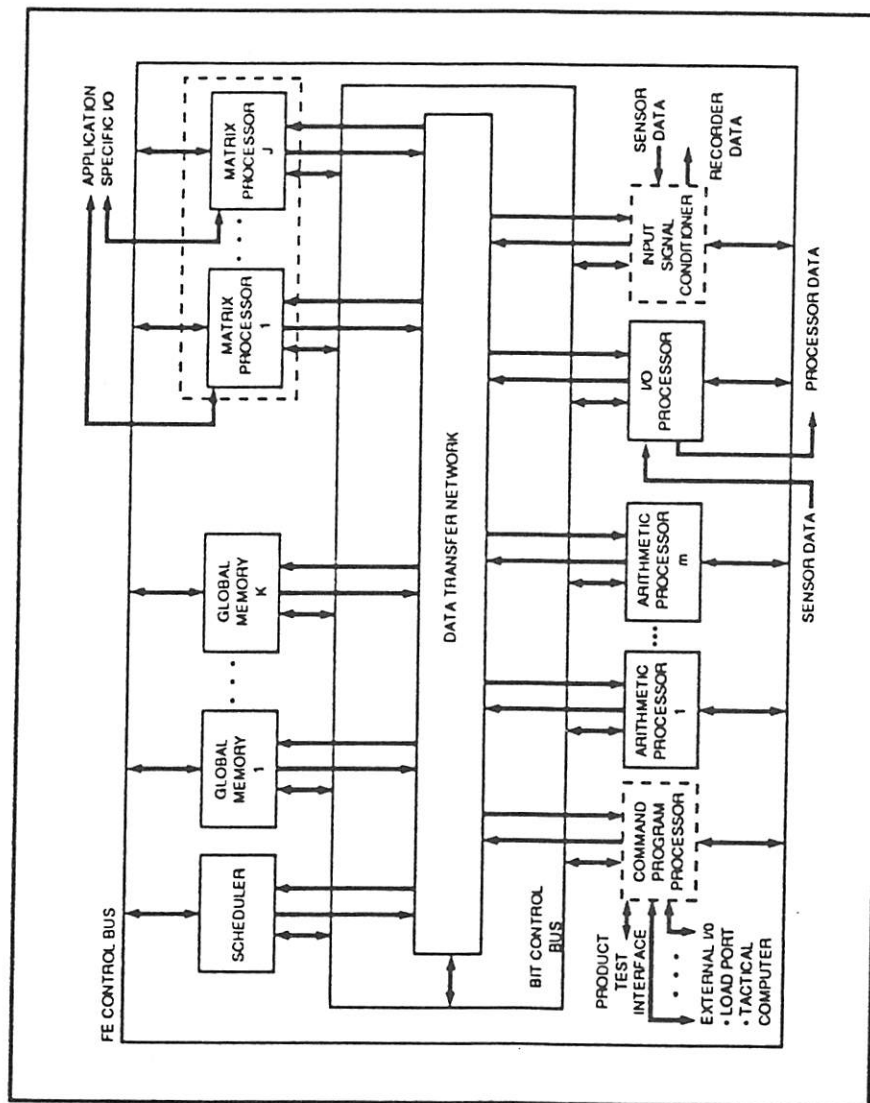 FE CONTROL BUS
APPLICATION
SPECIFIC I/O
SCHEDULER
GLOBAL
MEMORY
1
. . . .
GLOBAL
MEMORY
K
MATRIX
PROCESSOR
1
. . . .
MATRIX
PROCESSOR
J
DATA TRANSFER NETWORK
BIT CONTROL
BUS
PRODUCT
TEST
INTERFACE
. . . .
EXTERNAL I/O
• LOAD PORT
• TACTICAL
COMPUTER
COMMAND
PROGRAM
PROCESSOR
ARITHMETIC
PROCESSOR
1
...
ARITHMETIC
PROCESSOR
m
I/O
PROCESSOR
INPUT
SIGNAL
CONDITIONER
SENSOR
DATA
RECORDER
DATA
SENSOR DATA
PROCESSOR DATA